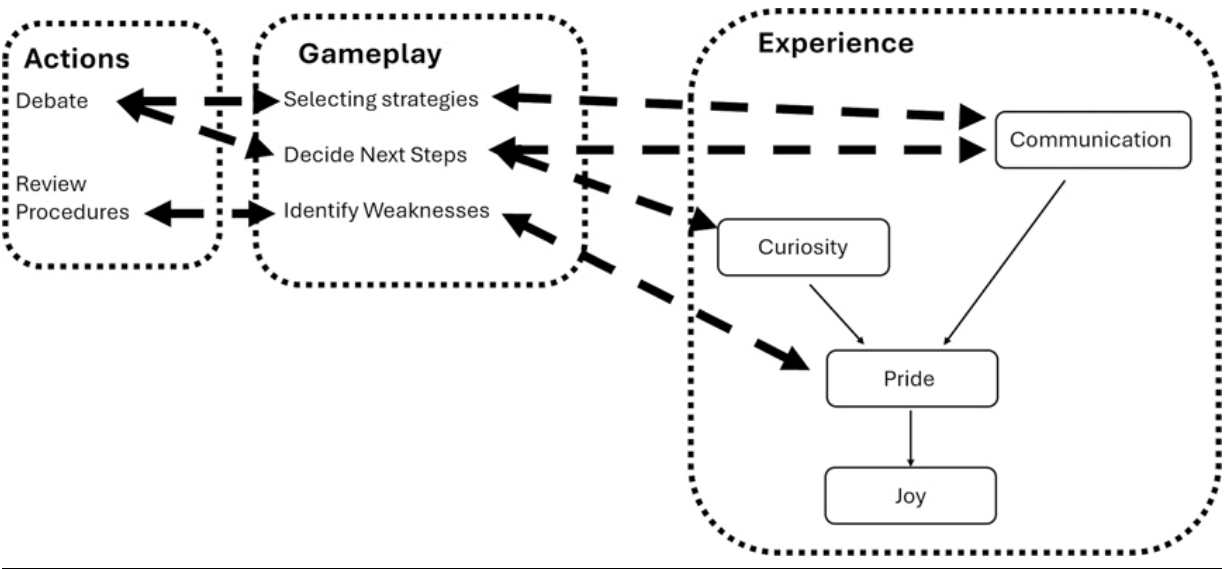 Actions
Debate
Review
Procedures
Gameplay
Selecting strategies
Decide Next Steps
Identify Weaknesses
Experience
Communication
Curiosity
Pride
Joy